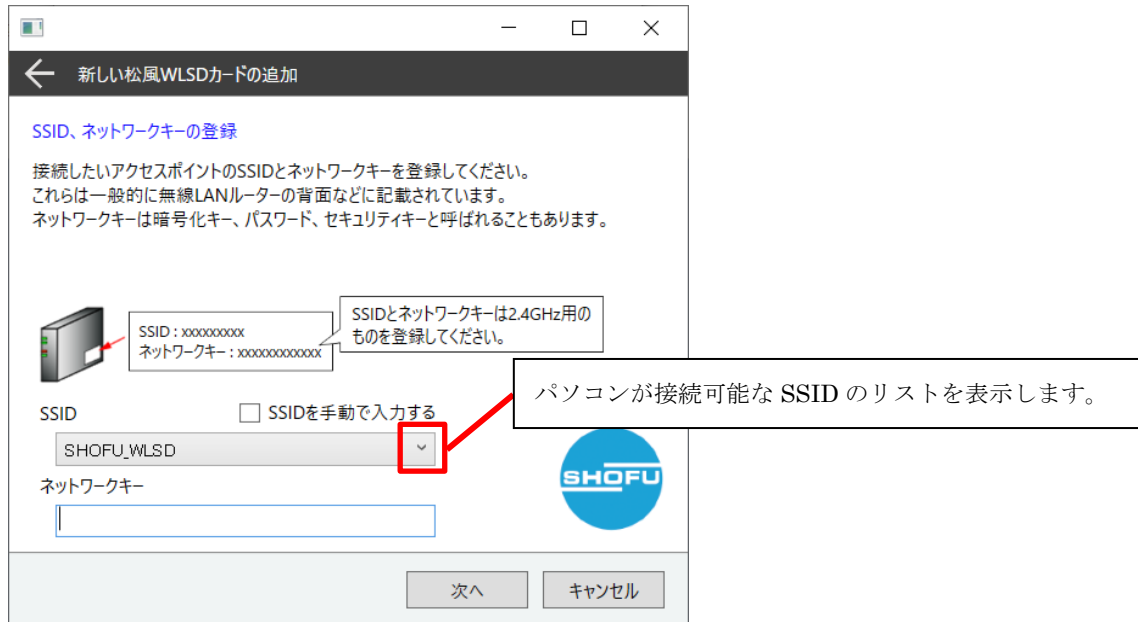 新しい松風WLSDカードの追加
SSID、ネットワークキーの登録
接続したいアクセスポイントのSSIDとネットワークキーを登録してください。
これらは一般的に無線LANルーターの背面などに記載されています。
ネットワークキーは暗号化キー、パスワード、セキュリティキーと呼ばれることもあります。
SSID : xxxxxxxxx
ネットワークキー : xxxxxxxxxxxx
SSIDとネットワークキーは2.4GHz用の
ものを登録してください。
パソコンが接続可能な SSID のリストを表示します。
SSID
SSIDを手動で入力する
SHOFU_WLSD
SHOFU
ネットワークキー
次へ
キャンセル